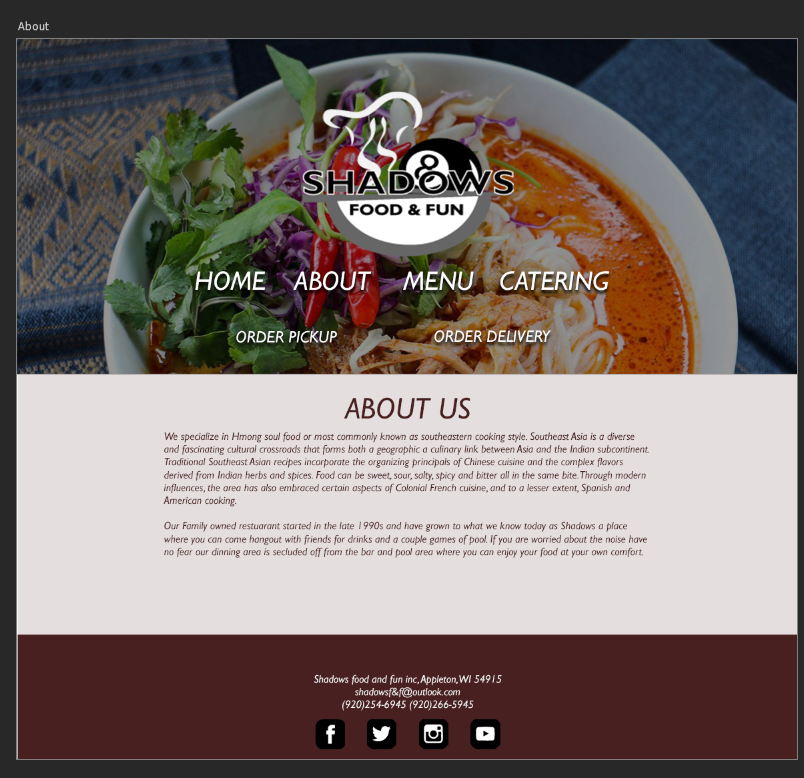 About
SHADOWS
8
FOOD & FUN
HOME ABOUT MENU CATERING
ORDER PICKUP ORDER DELIVERY
ABOUT US
We specialize in Hmong soul food or most commonly known as southeastern cooking style. Southeast Asia is a diverse
and fascinating cultural crossroads that forms both a geographic a culinary link between Asia and the Indian subcontinent.
Traditional Southeast Asian recipes incorporate the organizing principals of Chinese cuisine and the complex flavors
derived from Indian herbs and spices. Food can be sweet, sour, salty, spicy and bitter all in the same bite. Through modern
influences, the area has also embraced certain aspects of Colonial French cuisine, and to a lesser extent, Spanish and
American cooking.
Our Family owned restuarant started in the late 1990s and have grown to what we know today as Shadows a place
where you can come hangout with friends for drinks and a couple games of pool. If you are worried about the noise have
no fear our dinning area is secluded off from the bar and pool area where you can enjoy your food at your own comfort.
Shadows food and fun inc, Appleton, WI 54915
shadowsf&f@outlook.com
(920)254-6945 (920)266-5945